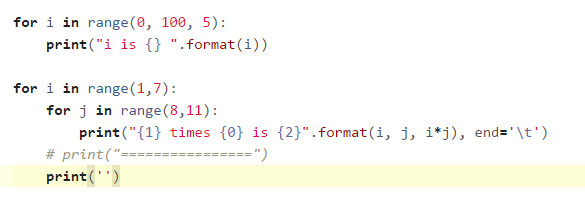 for i in range(0, 100, 5):
    print("i is {} ".format(i))

for i in range(1,7):
    for j in range(8,11):
        print("{1} times {0} is {2}".format(i, j, i*j), end='\t')
    # print("================")
    print('')